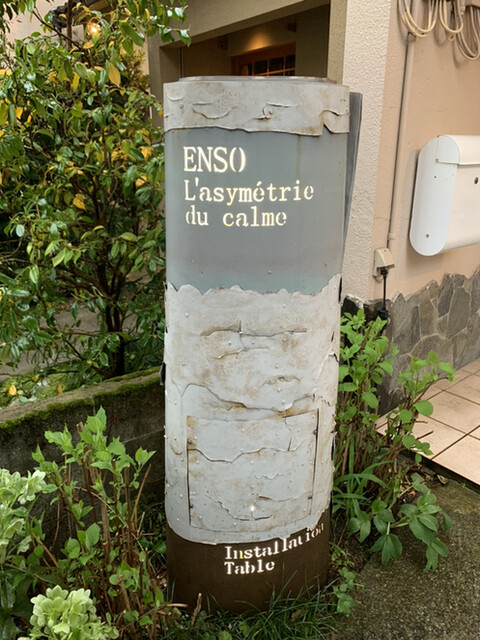 ENSO
L'asymétrie
du calme
Installation
Table